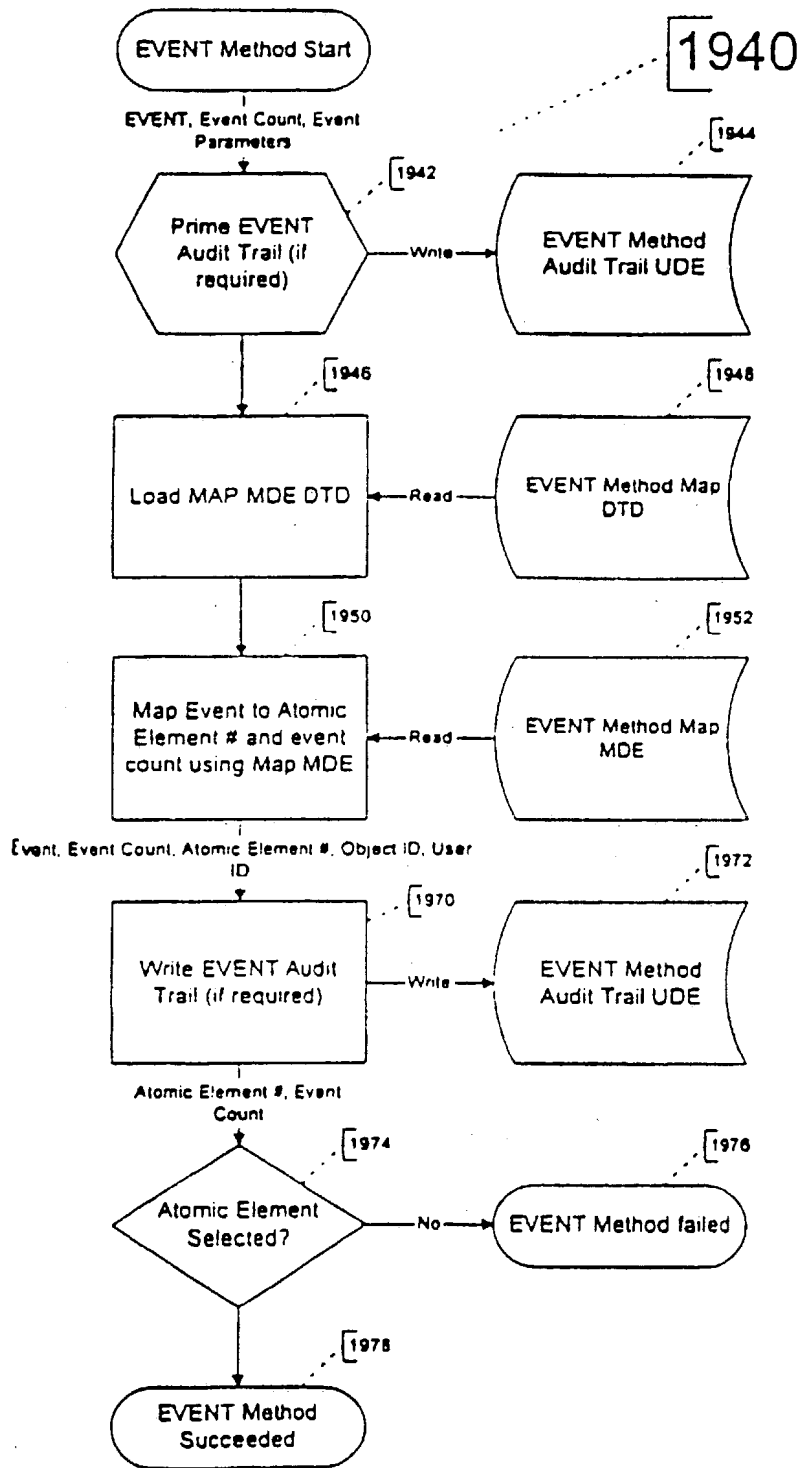 EVENT Method Start
1940
EVENT, Event Count, Event
Parameters
1942
1944
Prime EVENT
Audit Trail (if
required)
Write
EVENT Method
Audit Trail UDE
1946
1948
Load MAP MDE DTD
Read
EVENT Method Map
DTD
1950
1952
Map Event to Atomic
Element # and event
count using Map MDE
Read
EVENT Method Map
MDE
Event, Event Count, Atomic Element #, Object ID, User
ID
1970
1972
Write EVENT Audit
Trail (if required)
Write
EVENT Method
Audit Trail UDE
Atomic Element #, Event
Count
1974
1976
Atomic Element
Selected?
No
EVENT Method failed
1978
EVENT Method
Succeeded